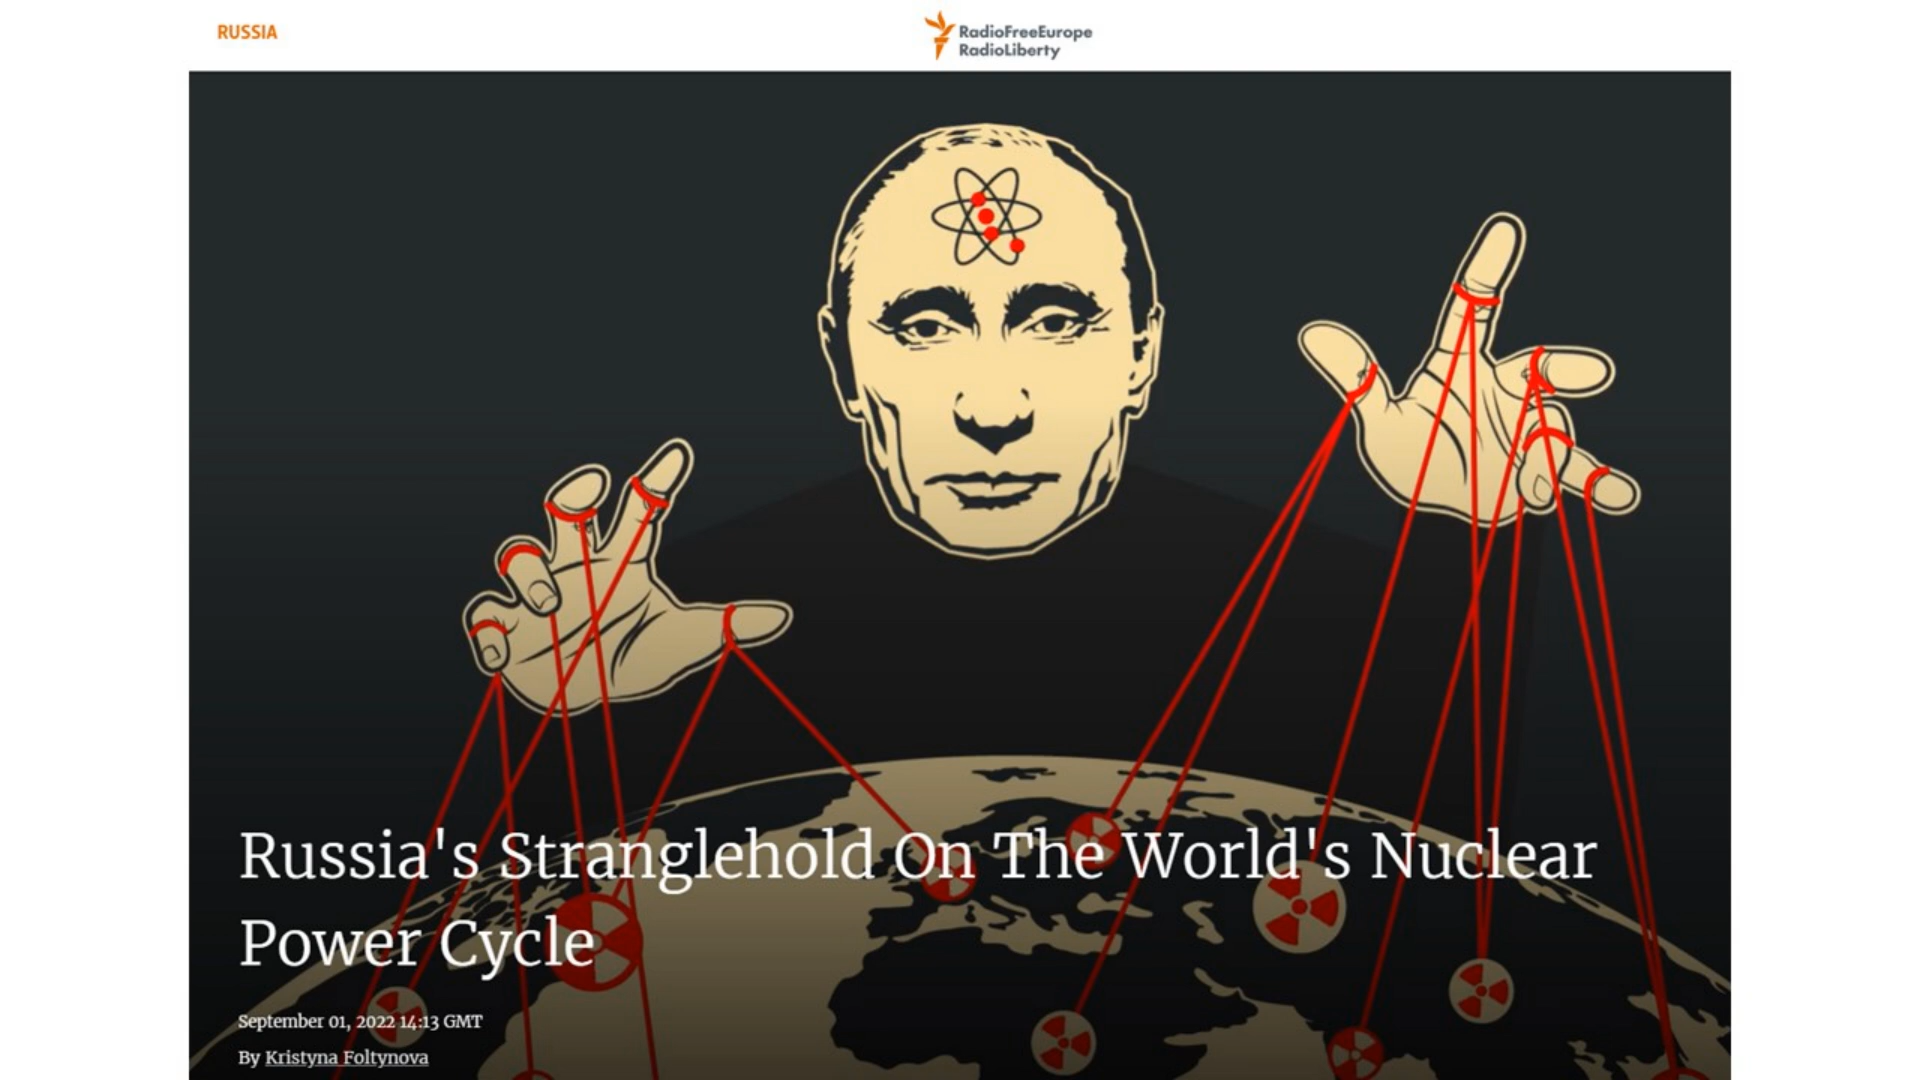 RUSSIA
RadioFreeEurope
RadioLiberty
Russia's Stranglehold On The World's Nuclear
Power Cycle
September 01, 2022 14:13 GMT
By Kristyna Foltynova